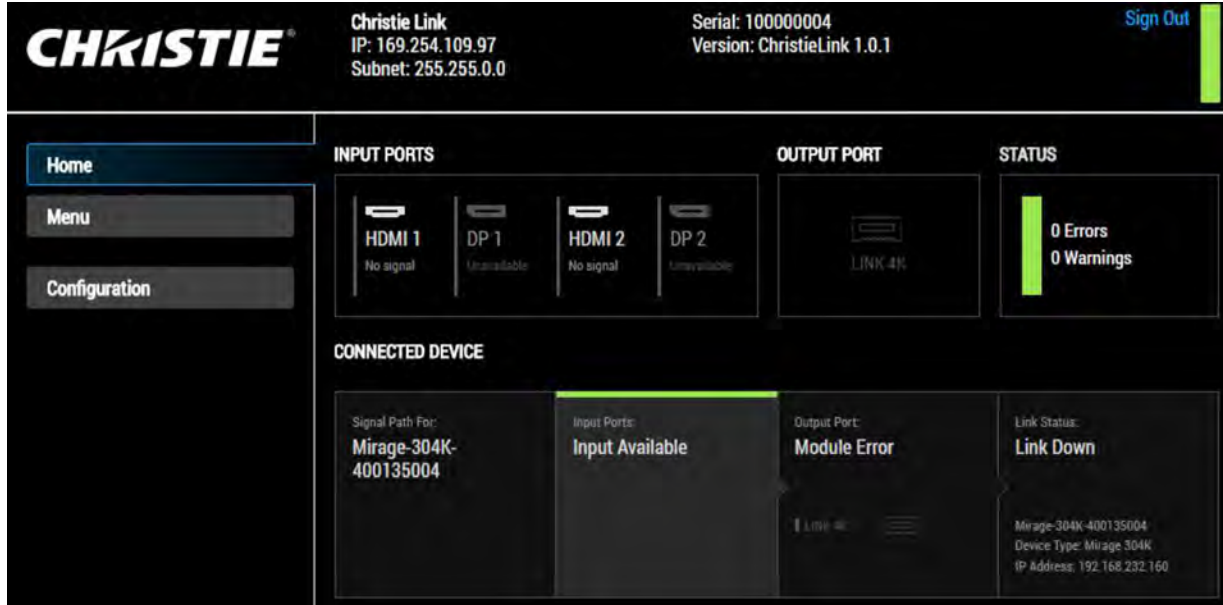 CHRISTIE®
Christie Link
IP: 169.254.109.97
Subnet: 255.255.0.0
Serial: 100000004
Version: ChristieLink 1.0.1
Sign Out
Home
Menu
Configuration
INPUT PORTS
HDMI 1
No signal
DP 1
Unavailable
HDMI 2
No signal
DP 2
Unavailable
OUTPUT PORT
LINK 4K
STATUS
0 Errors
0 Warnings
CONNECTED DEVICE
Signal Path For:
Mirage-304K-
400135004
Input Ports:
Input Available
Output Port:
Module Error
LINK 4K
Link Status:
Link Down
Mirage-304K-400135004
Device Type: Mirage 304K
IP Address: 192.168.232.160